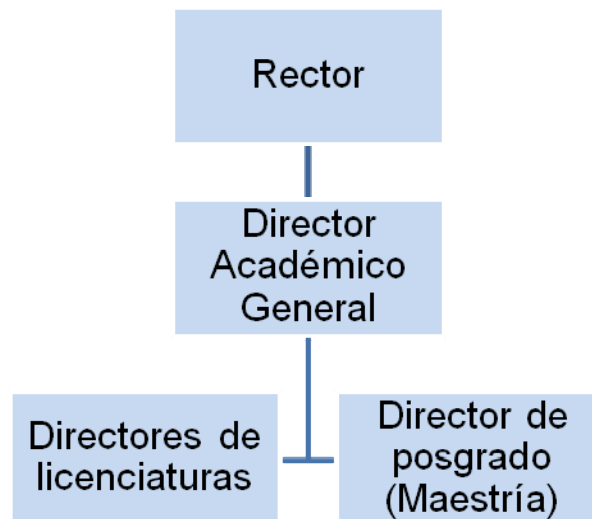 Rector
Director
Académico
General
Directores de
licenciaturas
Director de
posgrado
(Maestría)